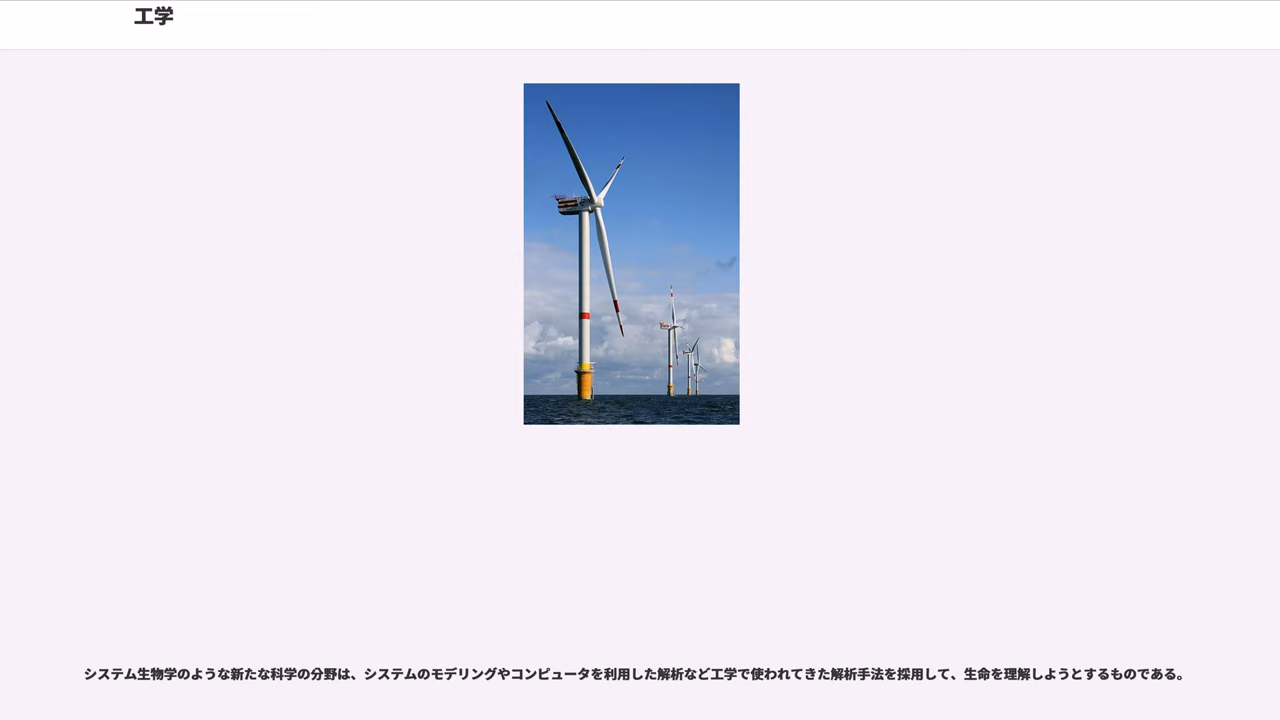 工学
システム生物学のような新たな科学の分野は、システムのモデリングやコンピュータを利用した解析など工学で使われてきた解析手法を採用して、生命を理解しようとするものである。